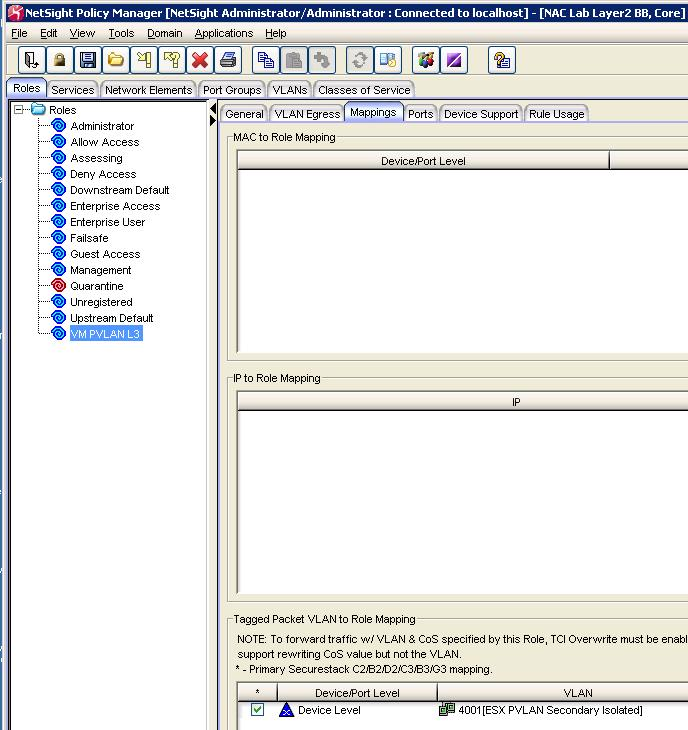 NetSight Policy Manager [NetSight Administrator/Administrator : Connected to localhost] - [NAC Lab Layer2 BB, Core]
File Edit View Tools Domain Applications Help
Roles Services Network Elements Port Groups VLANs Classes of Service
Roles
Administrator
Allow Access
Assessing
Deny Access
Downstream Default
Enterprise Access
Enterprise User
Failsafe
Guest Access
Management
Quarantine
Unregistered
Upstream Default
VM PVLAN L3
General VLAN Egress Mappings Ports Device Support Rule Usage
MAC to Role Mapping
Device/Port Level
IP to Role Mapping
IP
Tagged Packet VLAN to Role Mapping
NOTE: To forward traffic w/ VLAN & CoS specified by this Role, TCI Overwrite must be enabl
support rewriting CoS value but not the VLAN.
* - Primary Securestack C2/B2/D2/C3/B3/G3 mapping.
* Device/Port Level VLAN
Device Level 4001[ESX PVLAN Secondary Isolated]